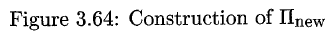 Figure 3.64: Construction of Π_new